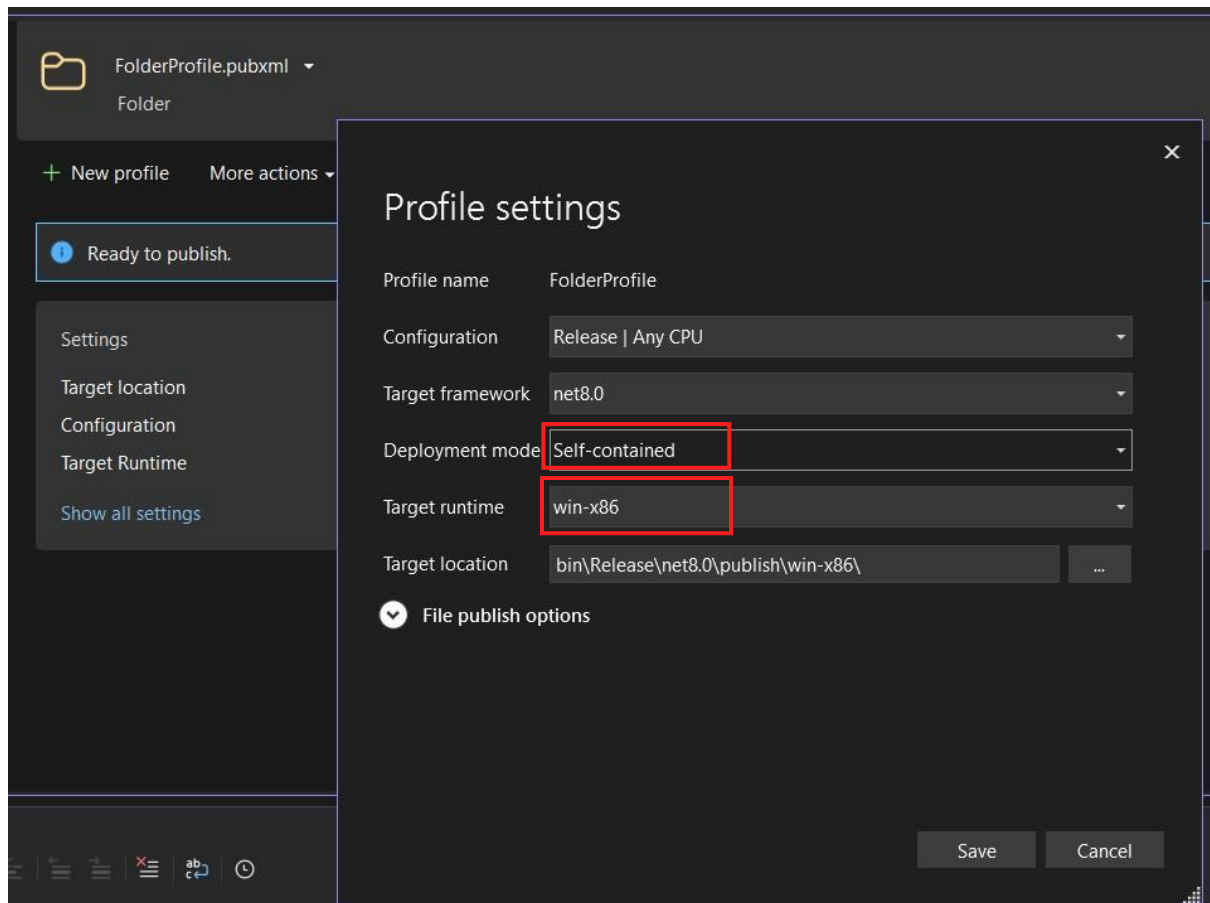 FolderProfile.pubxml
Folder
New profile More actions
Ready to publish.
Settings
Target location
Configuration
Target Runtime
Show all settings
Profile settings
Profile name FolderProfile
Configuration Release | Any CPU
Target framework net8.0
Deployment mode Self-contained
Target runtime win-x86
Target location bin\Release\net8.0\publish\win-x86\ ...
File publish options
Save Cancel
ab
c